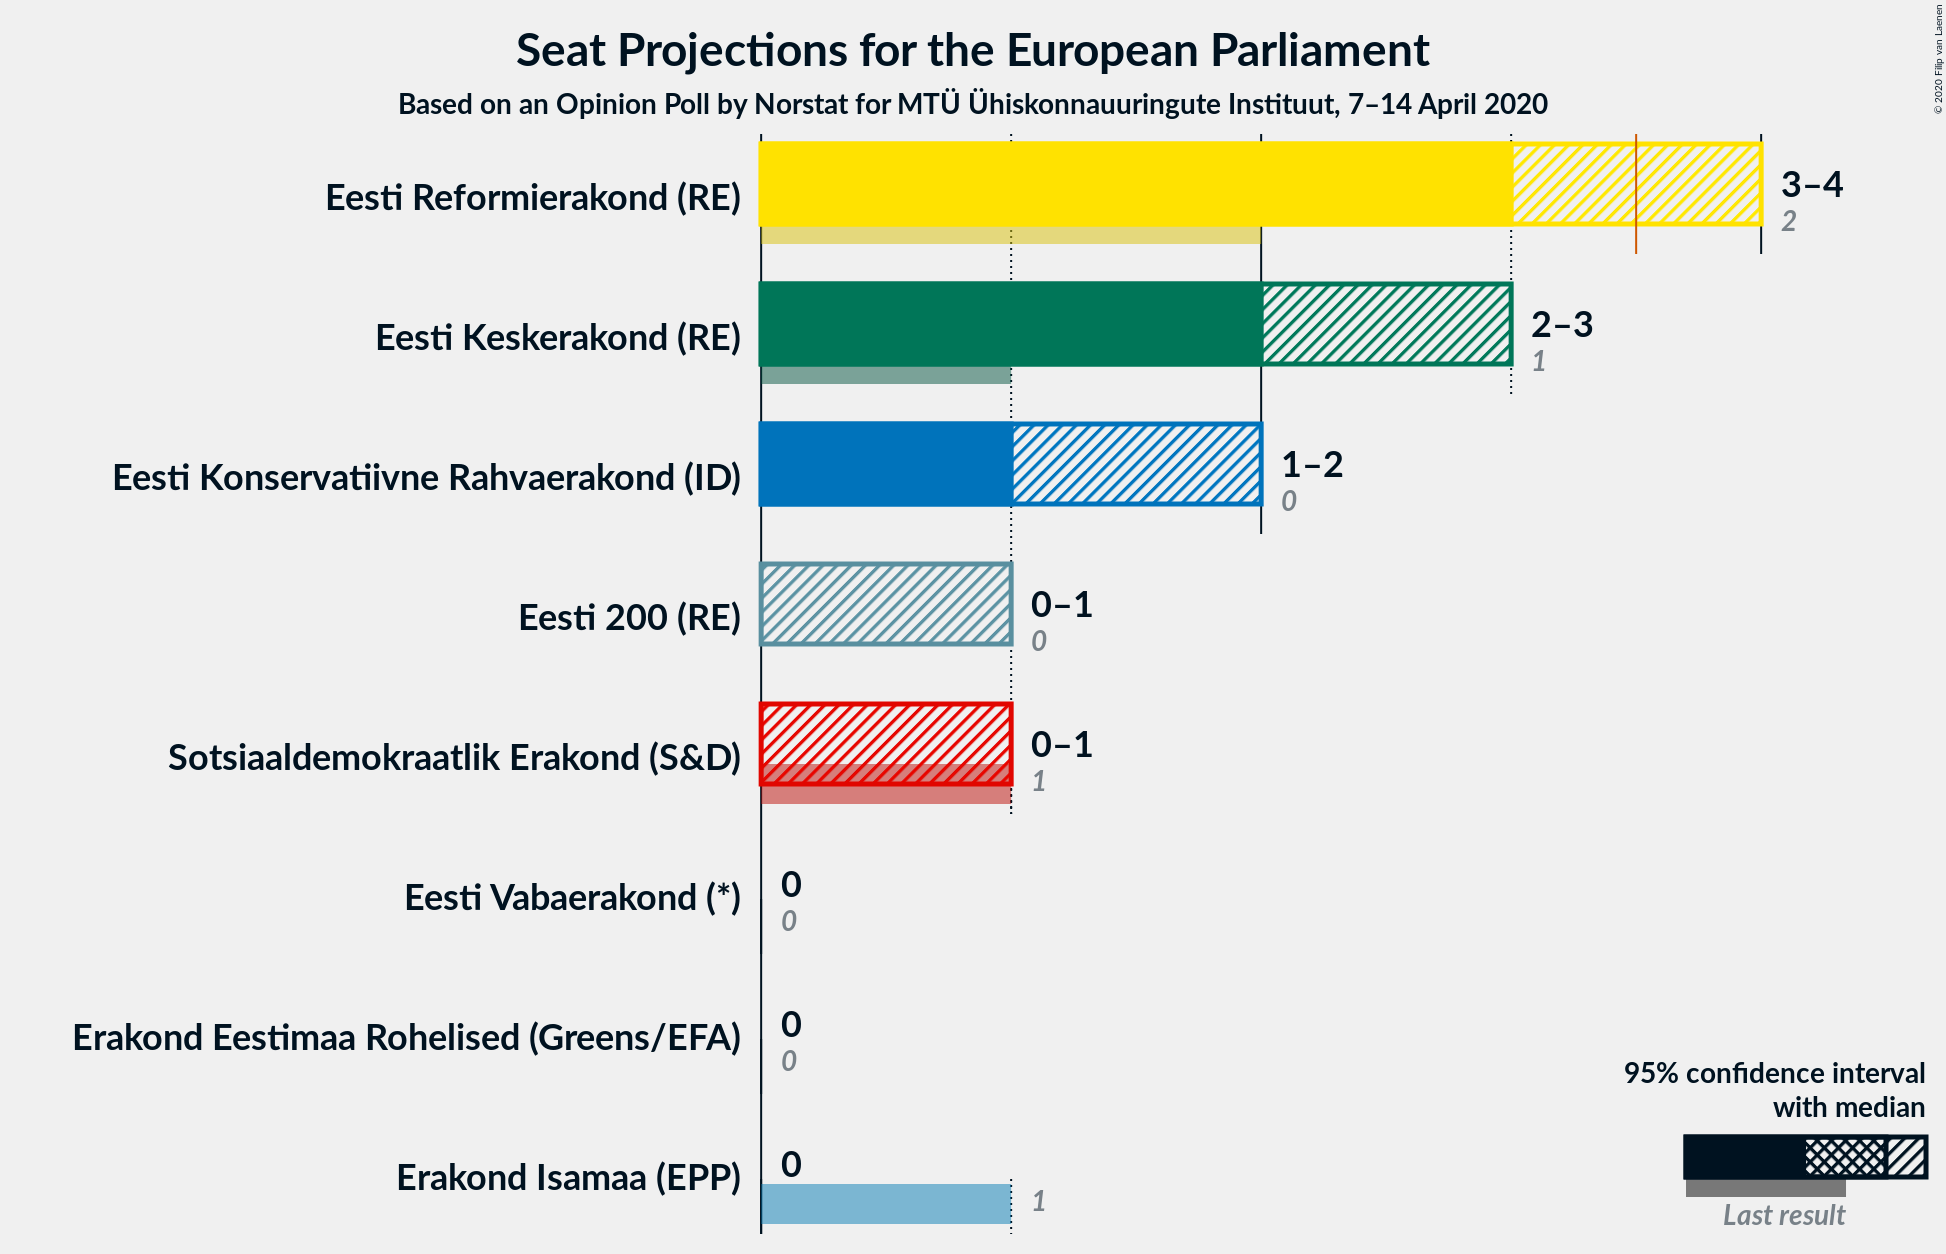 Seat Projections for the European Parliament
Based on an Opinion Poll by Norstat for MTÜ Ühiskonnauuringute Instituut, 7–14 April 2020
© 2020 Filip van Laenen
Eesti Reformierakond (RE)
3–4
2
Eesti Keskerakond (RE)
2–3
1
Eesti Konservatiivne Rahvaerakond (ID)
1–2
0
Eesti 200 (RE)
0–1
0
Sotsiaaldemokraatlik Erakond (S&D)
0–1
1
Eesti Vabaerakond (*)
0
0
Erakond Eestimaa Rohelised (Greens/EFA)
0
0
Erakond Isamaa (EPP)
0
1
95% confidence interval
with median
Last result